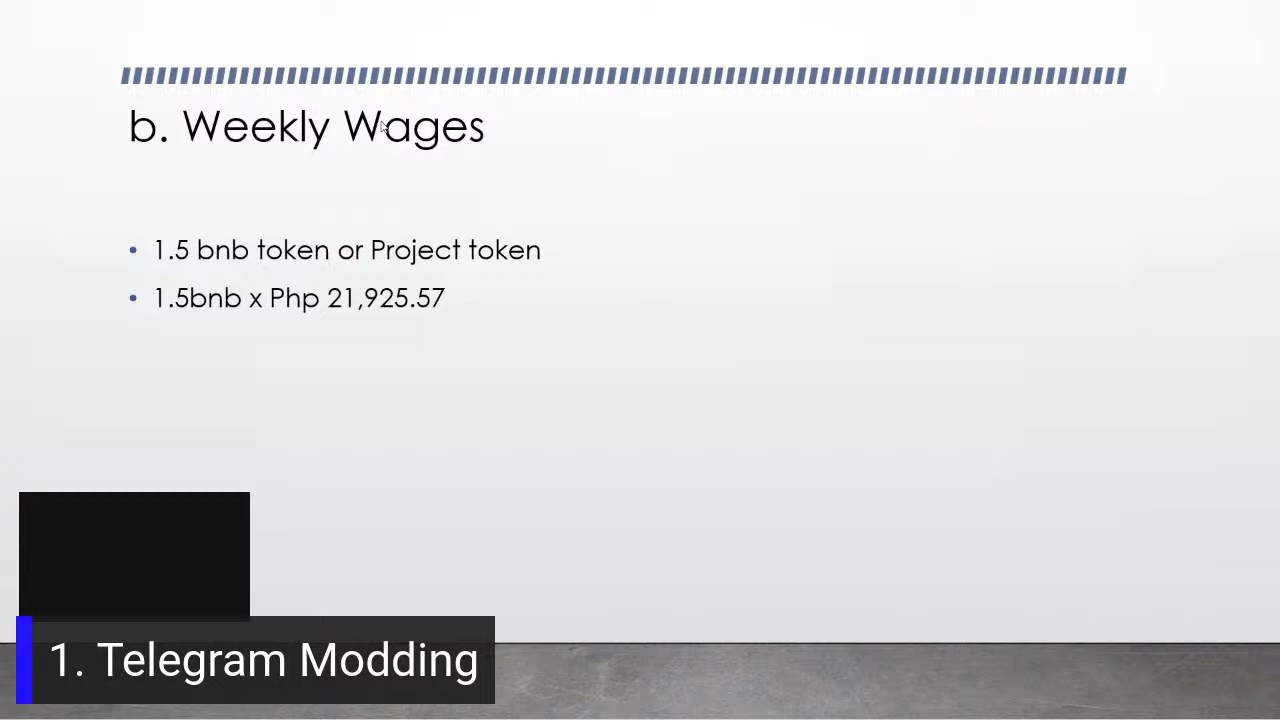 b. Weekly Wages
• 1.5 bnb token or Project token
• 1.5bnb x Php 21,925.57
1. Telegram Modding